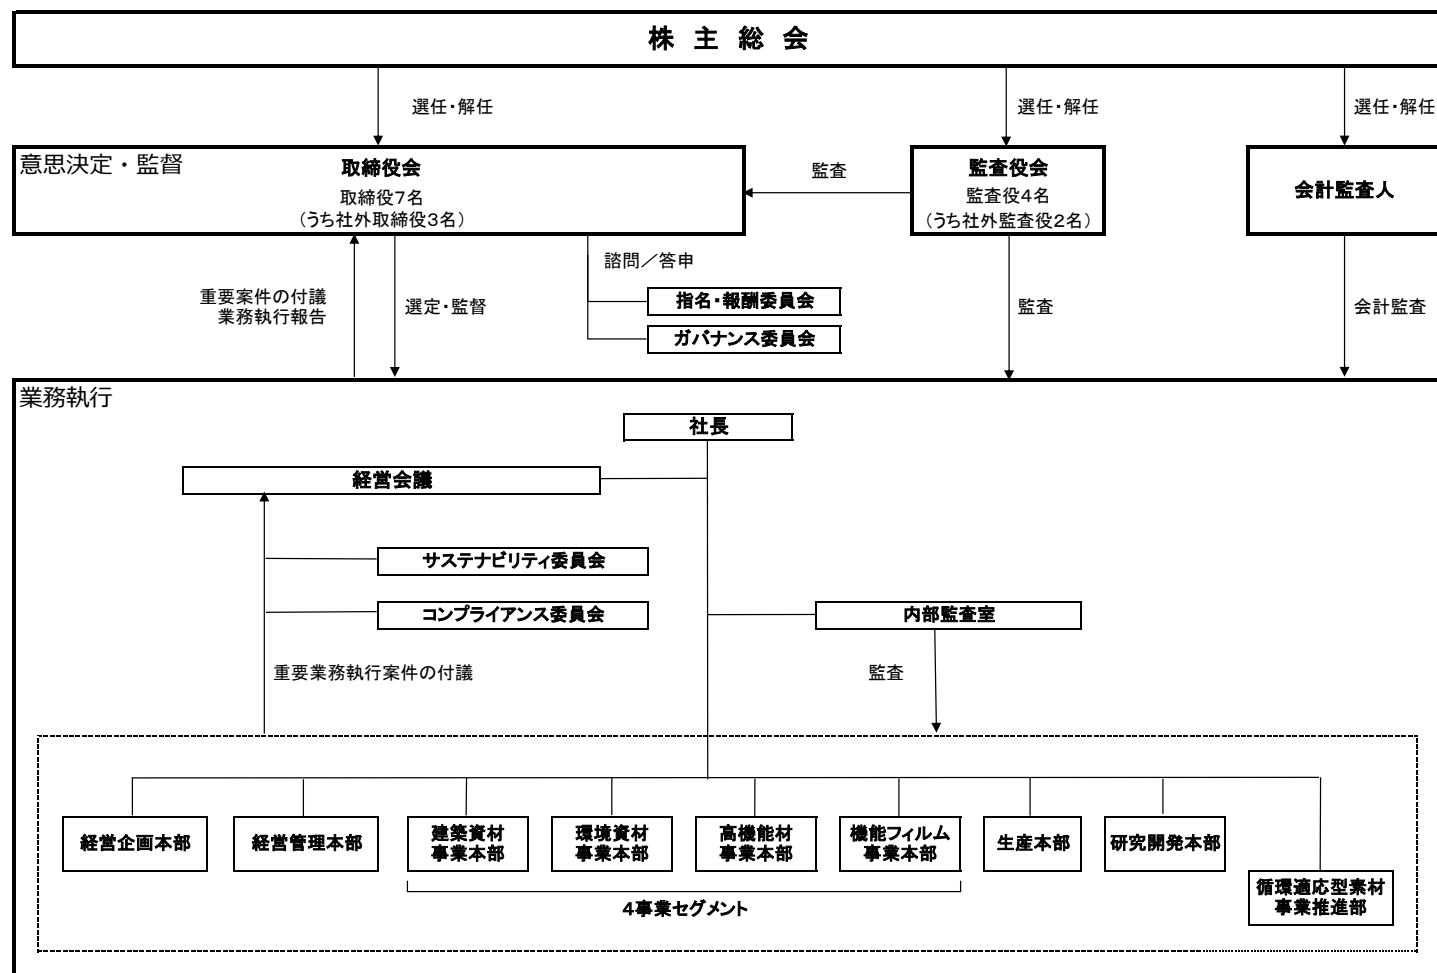 株 主 総 会
選任・解任
選任・解任
選任・解任
意思決定・監督
取締役会
取締役7名
(うち社外取締役3名)
監査
監査役会
監査役4名
(うち社外監査役2名)
会計監査人
諮問／答申
重要案件の付議
業務執行報告
選定・監督
指名・報酬委員会
ガバナンス委員会
監査
会計監査
業務執行
社長
経営会議
サステナビリティ委員会
コンプライアンス委員会
内部監査室
重要業務執行案件の付議
監査
経営企画本部
経営管理本部
建築資材
事業本部
環境資材
事業本部
高機能材
事業本部
機能フィルム
事業本部
生産本部
研究開発本部
循環適応型素材
事業推進部
4事業セグメント